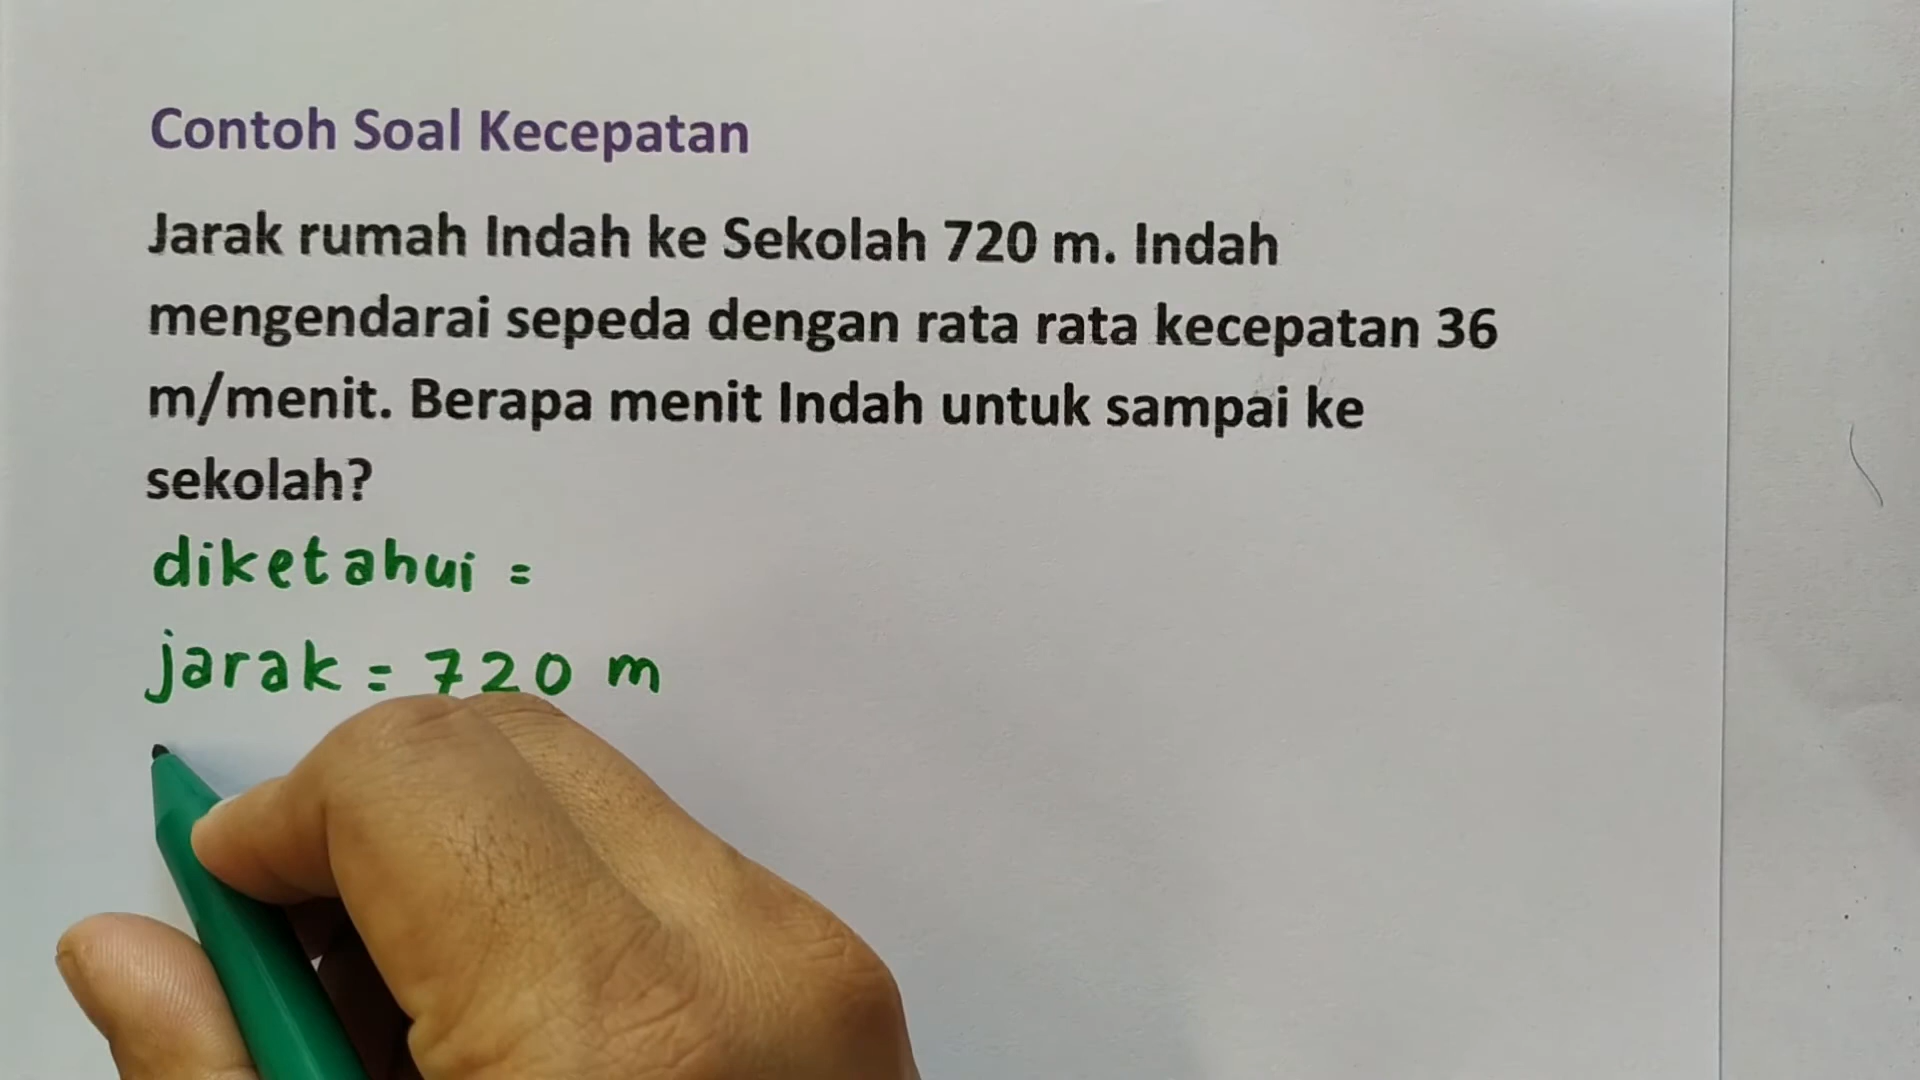 Contoh Soal Kecepatan
Jarak rumah Indah ke Sekolah 720 m. Indah
mengendarai sepeda dengan rata rata kecepatan 36
m/menit. Berapa menit Indah untuk sampai ke
sekolah?
diketahui =
jarak = 720 m